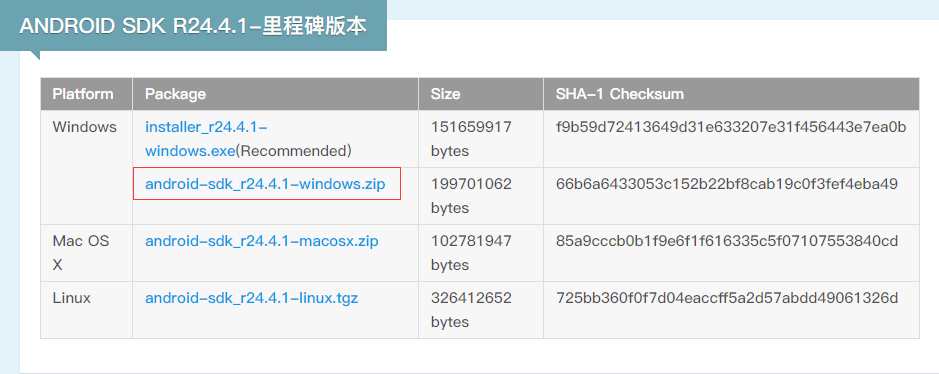 ANDROID SDK R24.4.1-里程碑版本
Platform Package Size SHA-1 Checksum
Windows installer_r24.4.1- 151659917 f9b59d72413649d31e633207e31f456443e7ea0b
windows.exe(Recommended) bytes
android-sdk_r24.4.1-windows.zip 199701062 66b6a6433053c152b22bf8cab19c0f3fef4eba49
bytes
Mac OS android-sdk_r24.4.1-macosx.zip 102781947 85a9cccb0b1f9e6f1f616335c5f07107553840cd
X bytes
Linux android-sdk_r24.4.1-linux.tgz 326412652 725bb360f0f7d04eaccff5a2d57abdd49061326d
bytes